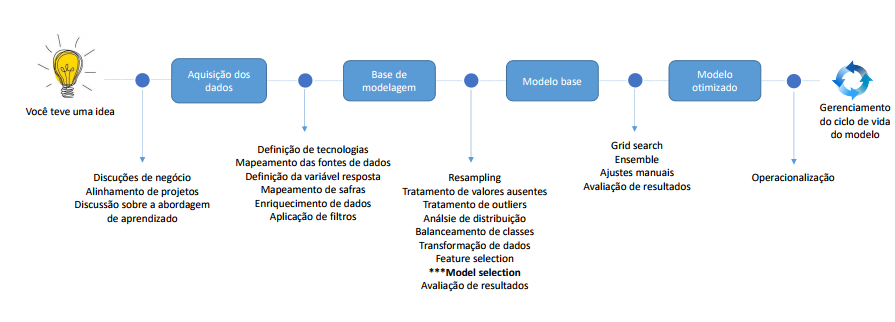 Você teve uma ideia
Aquisição dos
dados
Base de
modelagem
Modelo base
Modelo
otimizado
Gerenciamento
do ciclo de vida
do modelo
Discuções de negócio
Alinhamento de projetos
Discussão sobre a abordagem
de aprendizado
Definição de tecnologias
Mapeamento das fontes de dados
Definição da variável resposta
Mapeamento de safras
Enriquecimento de dados
Aplicação de filtros
Resampling
Tratamento de valores ausentes
Tratamento de outliers
Análsie de distribuição
Balanceamento de classes
Transformação de dados
Feature selection
***Model selection
Avaliação de resultados
Grid search
Ensemble
Ajustes manuais
Avaliação de resultados
Operacionalização